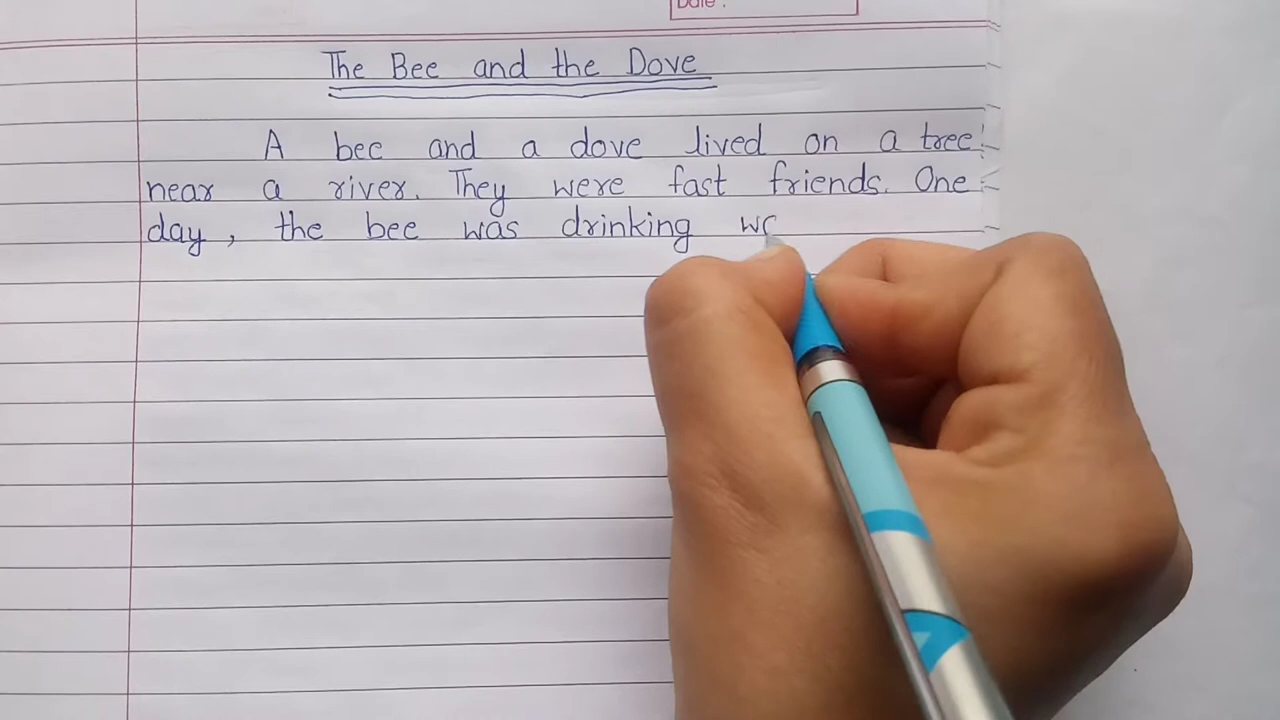 Date :
The Bee and the Dove
A bee and a dove lived on a tree
near a river. They were fast friends. One
day, the bee was drinking